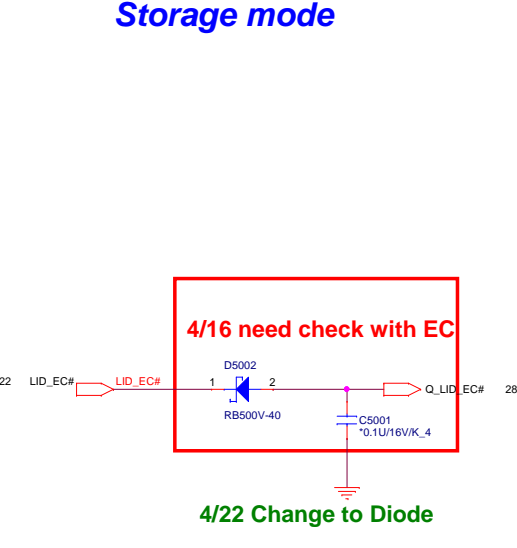 Storage mode
4/16 need check with EC
D5002
22 LID_EC# LID_EC# 1 2 Q_LID_EC# 28
RB500V-40
C5001
*0.1U/16V/K_4
4/22 Change to Diode